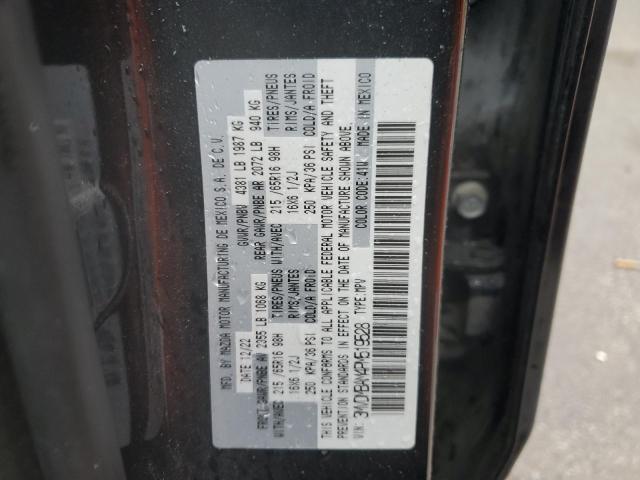 MFD. BY MAZDA MOTOR MANUFACTURING DE MEXICO S.A. DE C.V.
DATE 12/22 GVWR/PNBV 4381 LB 1987 KG
FRNT GAWR/PNBE AV 2355 LB 1068 KG REAR GAWR/PNBE AR 2072 LB 940 KG
WITH/AVEC TIRES/PNEUS WITH/AVEC TIRES/PNEUS
215 /65R16 98H RIMS/JANTES 215 /65R16 98H RIMS/JANTES
16X6 1/2J COLD/A FROID 16X6 1/2J COLD/A FROID
250 KPA/36 PSI 250 KPA/36 PSI
THIS VEHICLE CONFORMS TO ALL APPLICABLE FEDERAL MOTOR VEHICLE SAFETY AND THEFT
STANDARDS IN EFFECT ON THE DATE OF MANUFACTURE SHOWN ABOVE.
VIN: TYPE:MPV COLOR CODE:41W MADE IN MEXICO